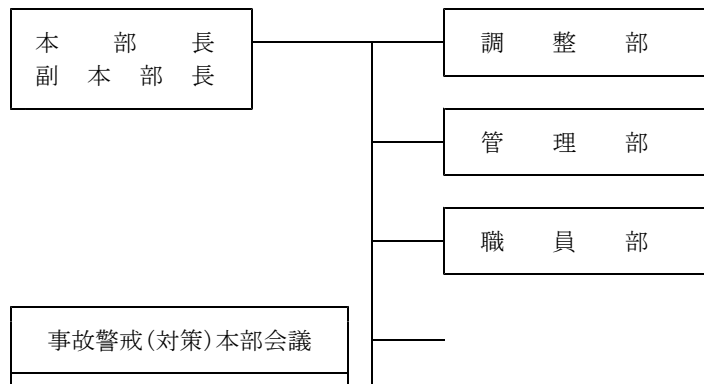 本部長
副本部長
調整部
管理部
職員部
事故警戒(対策)本部会議